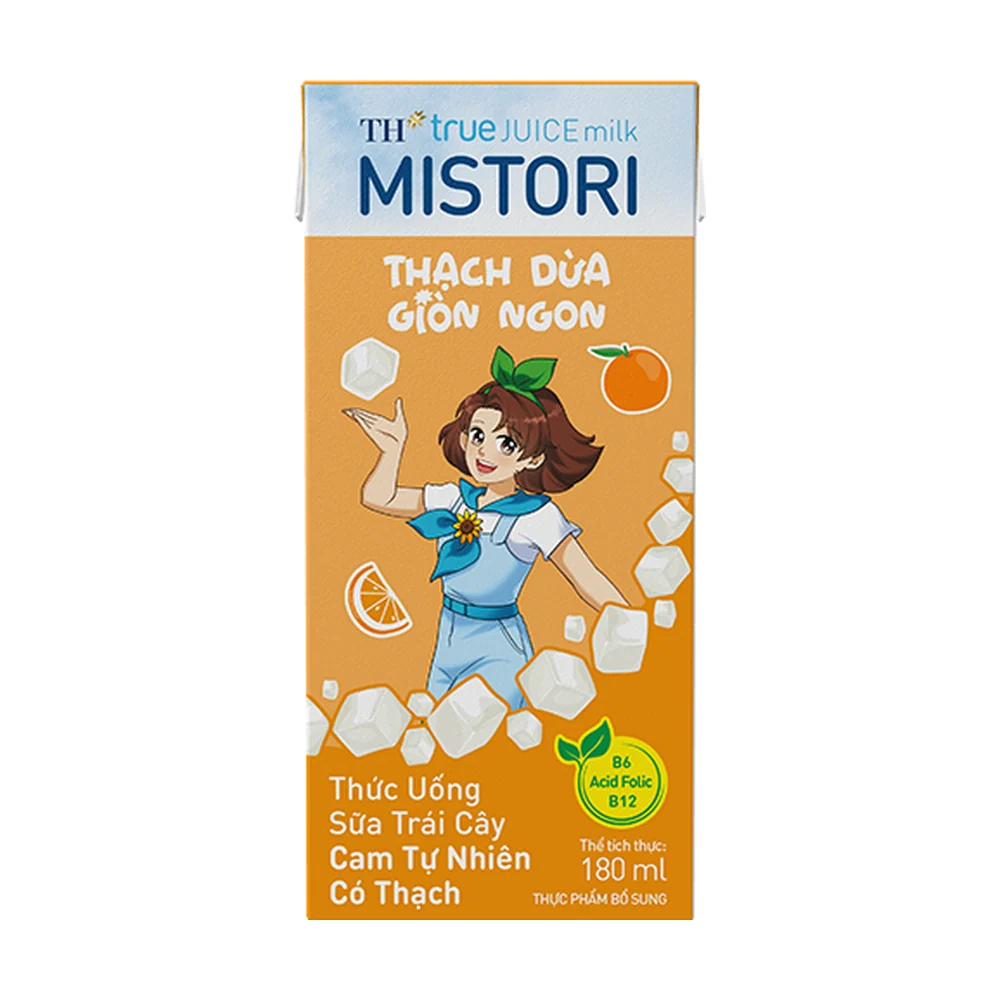 TH true JUICE milk
MISTORI
THẠCH DỪA
GIÒN NGON
B6
Acid Folic
B12
Thức Uống
Sữa Trái Cây
Cam Tự Nhiên
Có Thạch
Thể tích thực:
180 ml
THỰC PHẨM BỔ SUNG